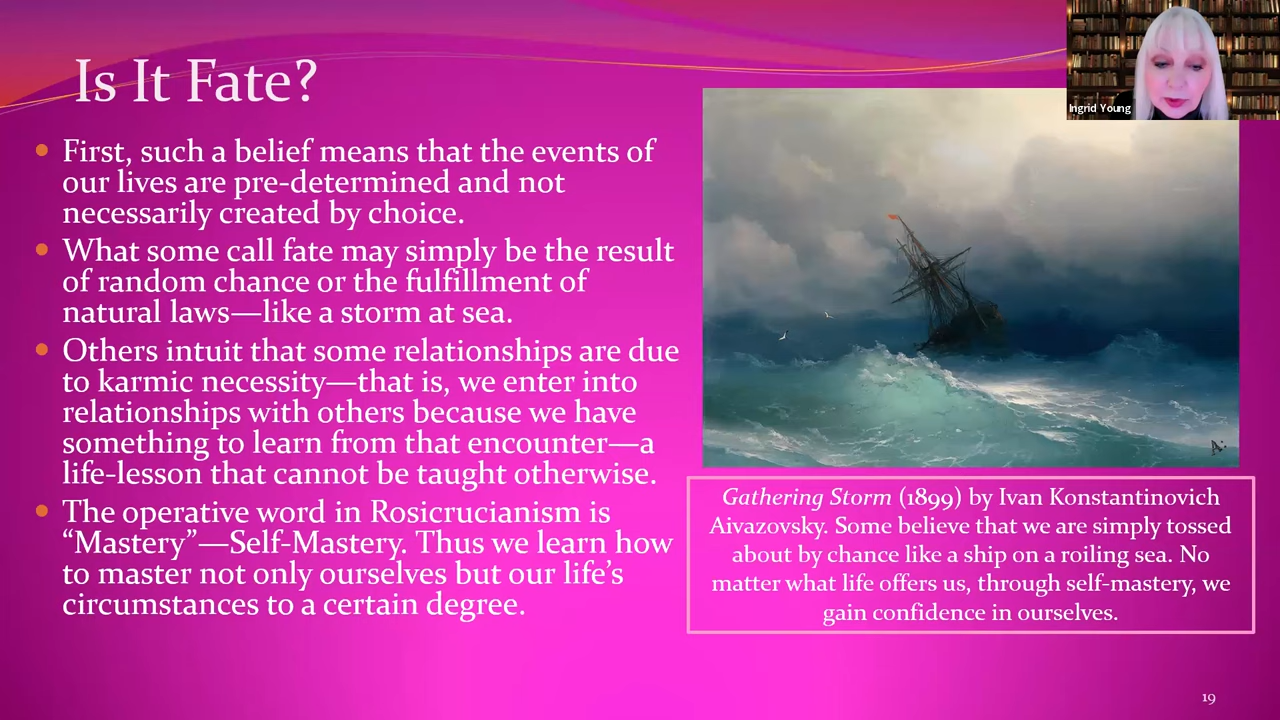 Is It Fate?
Ingrid Young
• First, such a belief means that the events of
our lives are pre-determined and not
necessarily created by choice.
• What some call fate may simply be the result
of random chance or the fulfillment of
natural laws—like a storm at sea.
• Others intuit that some relationships are due
to karmic necessity—that is, we enter into
relationships with others because we have
something to learn from that encounter—a
life-lesson that cannot be taught otherwise.
• The operative word in Rosicrucianism is
“Mastery”—Self-Mastery. Thus we learn how
to master not only ourselves but our life’s
circumstances to a certain degree.
Gathering Storm (1899) by Ivan Konstantinovich
Aivazovsky. Some believe that we are simply tossed
about by chance like a ship on a roiling sea. No
matter what life offers us, through self-mastery, we
gain confidence in ourselves.
19